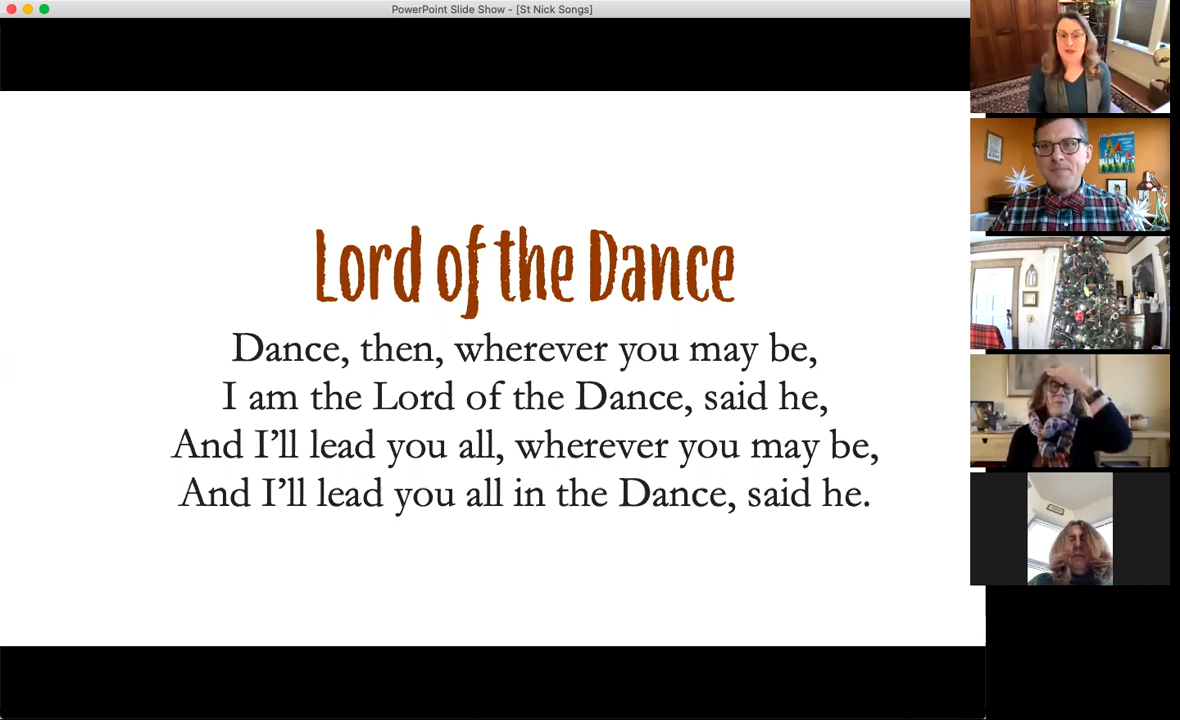 PowerPoint Slide Show - [St Nick Songs]
Lord of the Dance
Dance, then, wherever you may be,
I am the Lord of the Dance, said he,
And I’ll lead you all, wherever you may be,
And I’ll lead you all in the Dance, said he.